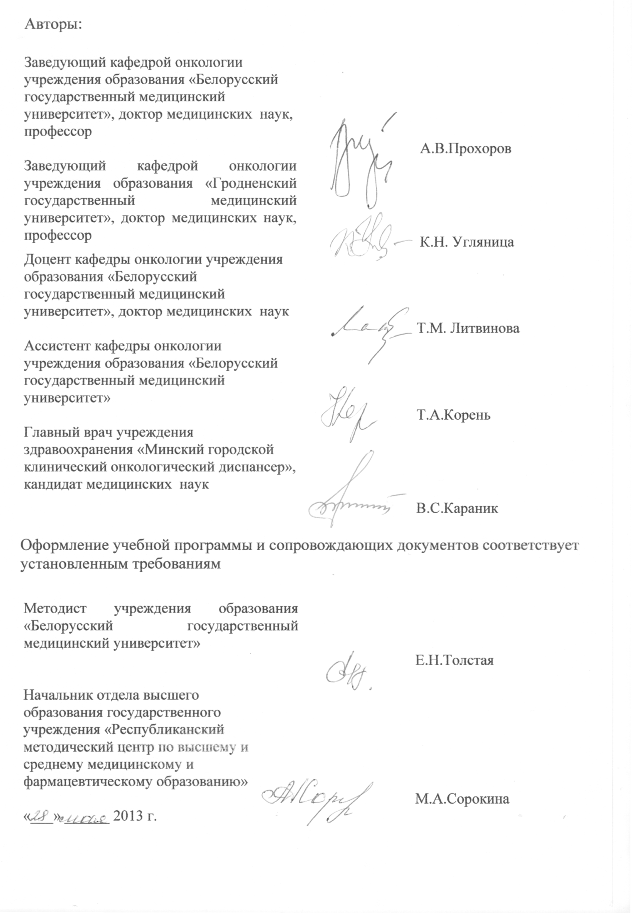 Авторы:
Заведующий кафедрой онкологии
учреждения образования «Белорусский
государственный медицинский
университет», доктор медицинских наук,
профессор
А.В.Прохоров
Заведующий кафедрой онкологии
учреждения образования «Гродненский
государственный медицинский
университет», доктор медицинских наук,
профессор
К.Н. Угляница
Доцент кафедры онкологии учреждения
образования «Белорусский
государственный медицинский
университет», доктор медицинских наук
Т.М. Литвинова
Ассистент кафедры онкологии
учреждения образования «Белорусский
государственный медицинский
университет»
Т.А.Корень
Главный врач учреждения
здравоохранения «Минский городской
клинический онкологический диспансер»,
кандидат медицинских наук
В.С.Караник
Оформление учебной программы и сопровождающих документов соответствует
установленным требованиям
Методист учреждения образования
«Белорусский государственный
медицинский университет»
Е.Н.Толстая
Начальник отдела высшего
образования государственного
учреждения «Республиканский
методический центр по высшему и
среднему медицинскому и
фармацевтическому образованию»
М.А.Сорокина
«28» 2013 г.